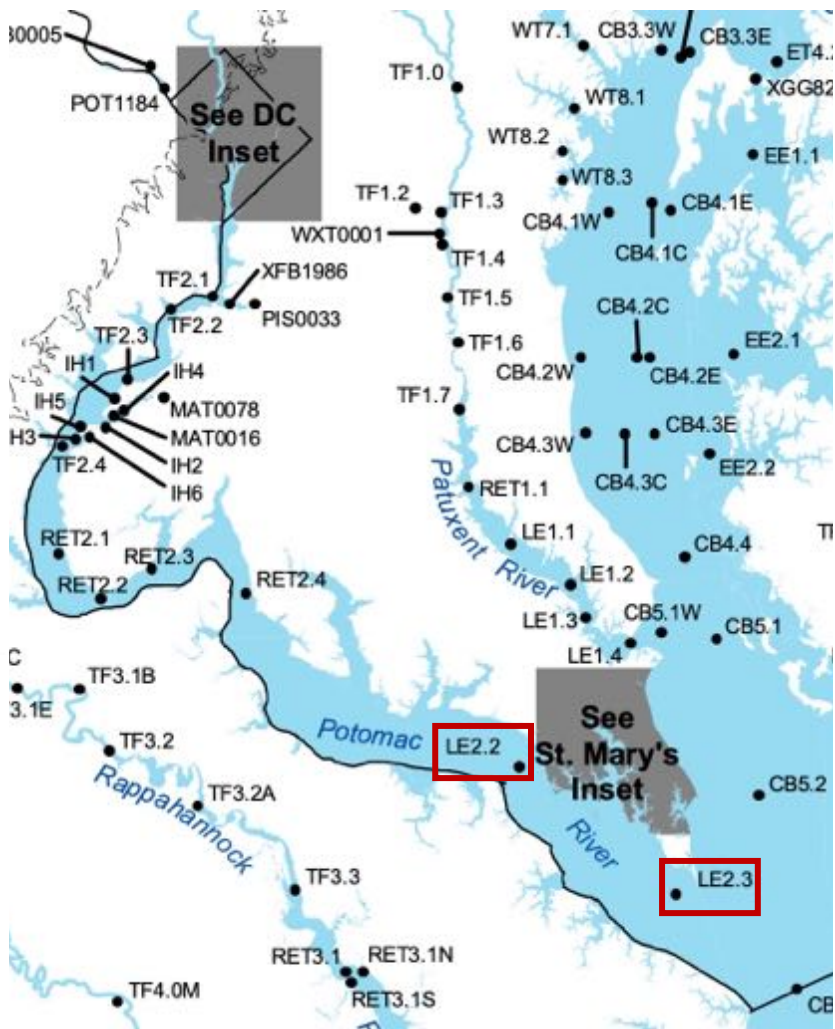 30005
POT1184
See DC
Inset
WT7.1
CB3.3W
CB3.3E
ET4.2
XGG82
TF1.0
WT8.1
WT8.2
WT8.3
EE1.1
TF1.2
TF1.3
WXT0001
TF1.4
CB4.1W
CB4.1E
CB4.1C
TF2.1
XFB1986
TF2.2
PIS0033
TF1.5
TF2.3
IH1
IH4
TF1.6
CB4.2C
CB4.2W
CB4.2E
EE2.1
IH5
MAT0078
H3
MAT0016
TF2.4
IH2
IH6
TF1.7
CB4.3W
CB4.3E
CB4.3C
EE2.2
Patuxent River
RET1.1
RET2.1
RET2.3
RET2.2
RET2.4
LE1.1
LE1.2
LE1.3
LE1.4
CB4.4
CB5.1W
CB5.1
C
3.1E
TF3.1B
TF3.2
TF3.2A
Rappahannock
Potomac
River
LE2.2
See
St. Mary's
Inset
CB5.2
LE2.3
TF3.3
RET3.1
RET3.1N
RET3.1S
TF4.0M
CB